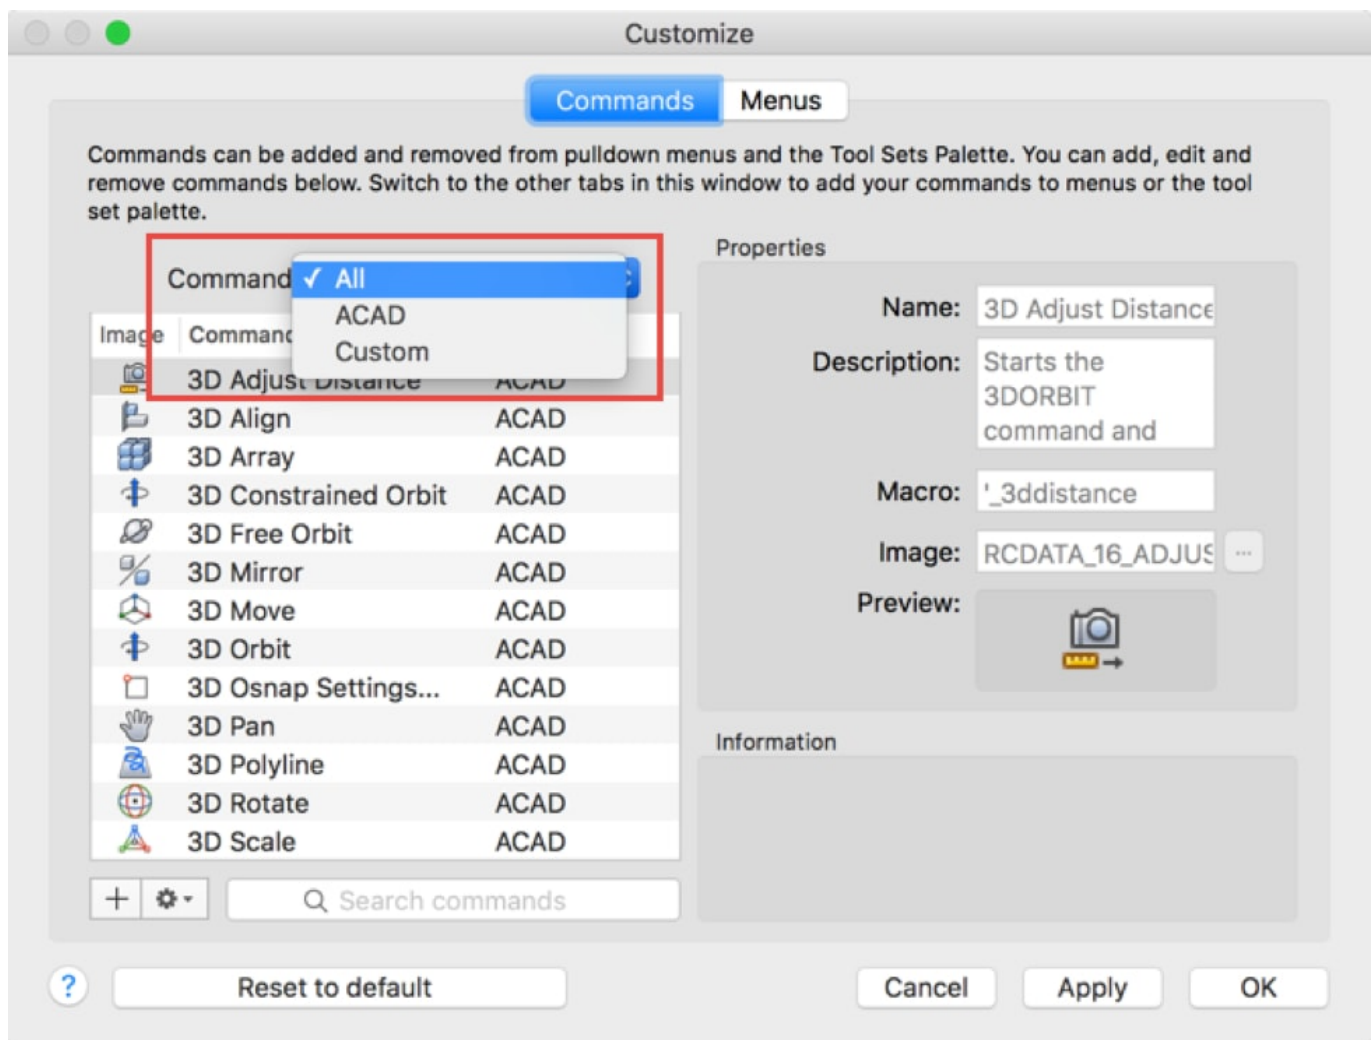 Customize
Commands Menus
Commands can be added and removed from pulldown menus and the Tool Sets Palette. You can add, edit and
remove commands below. Switch to the other tabs in this window to add your commands to menus or the tool
set palette.
Command
✓ All
ACAD
Custom
Image Command
3D Adjust Distance ACAD
3D Align ACAD
3D Array ACAD
3D Constrained Orbit ACAD
3D Free Orbit ACAD
3D Mirror ACAD
3D Move ACAD
3D Orbit ACAD
3D Osnap Settings... ACAD
3D Pan ACAD
3D Polyline ACAD
3D Rotate ACAD
3D Scale ACAD
+ Search commands
Properties
Name: 3D Adjust Distance
Description: Starts the
3DORBIT
command and
Macro: '_3ddistance
Image: RCDATA_16_ADJUS ...
Preview:
Information
? Reset to default Cancel Apply OK